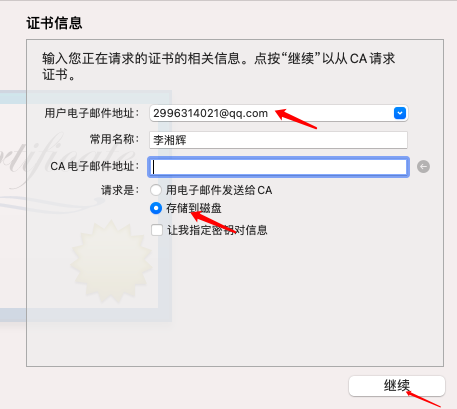 证书信息
输入您正在请求的证书的相关信息。点按“继续”以从 CA 请求
证书。
用户电子邮件地址： 2996314021@qq.com
常用名称： 李湘辉
CA 电子邮件地址：
请求是： 用电子邮件发送给 CA
存储到磁盘
让我指定密钥对信息
继续